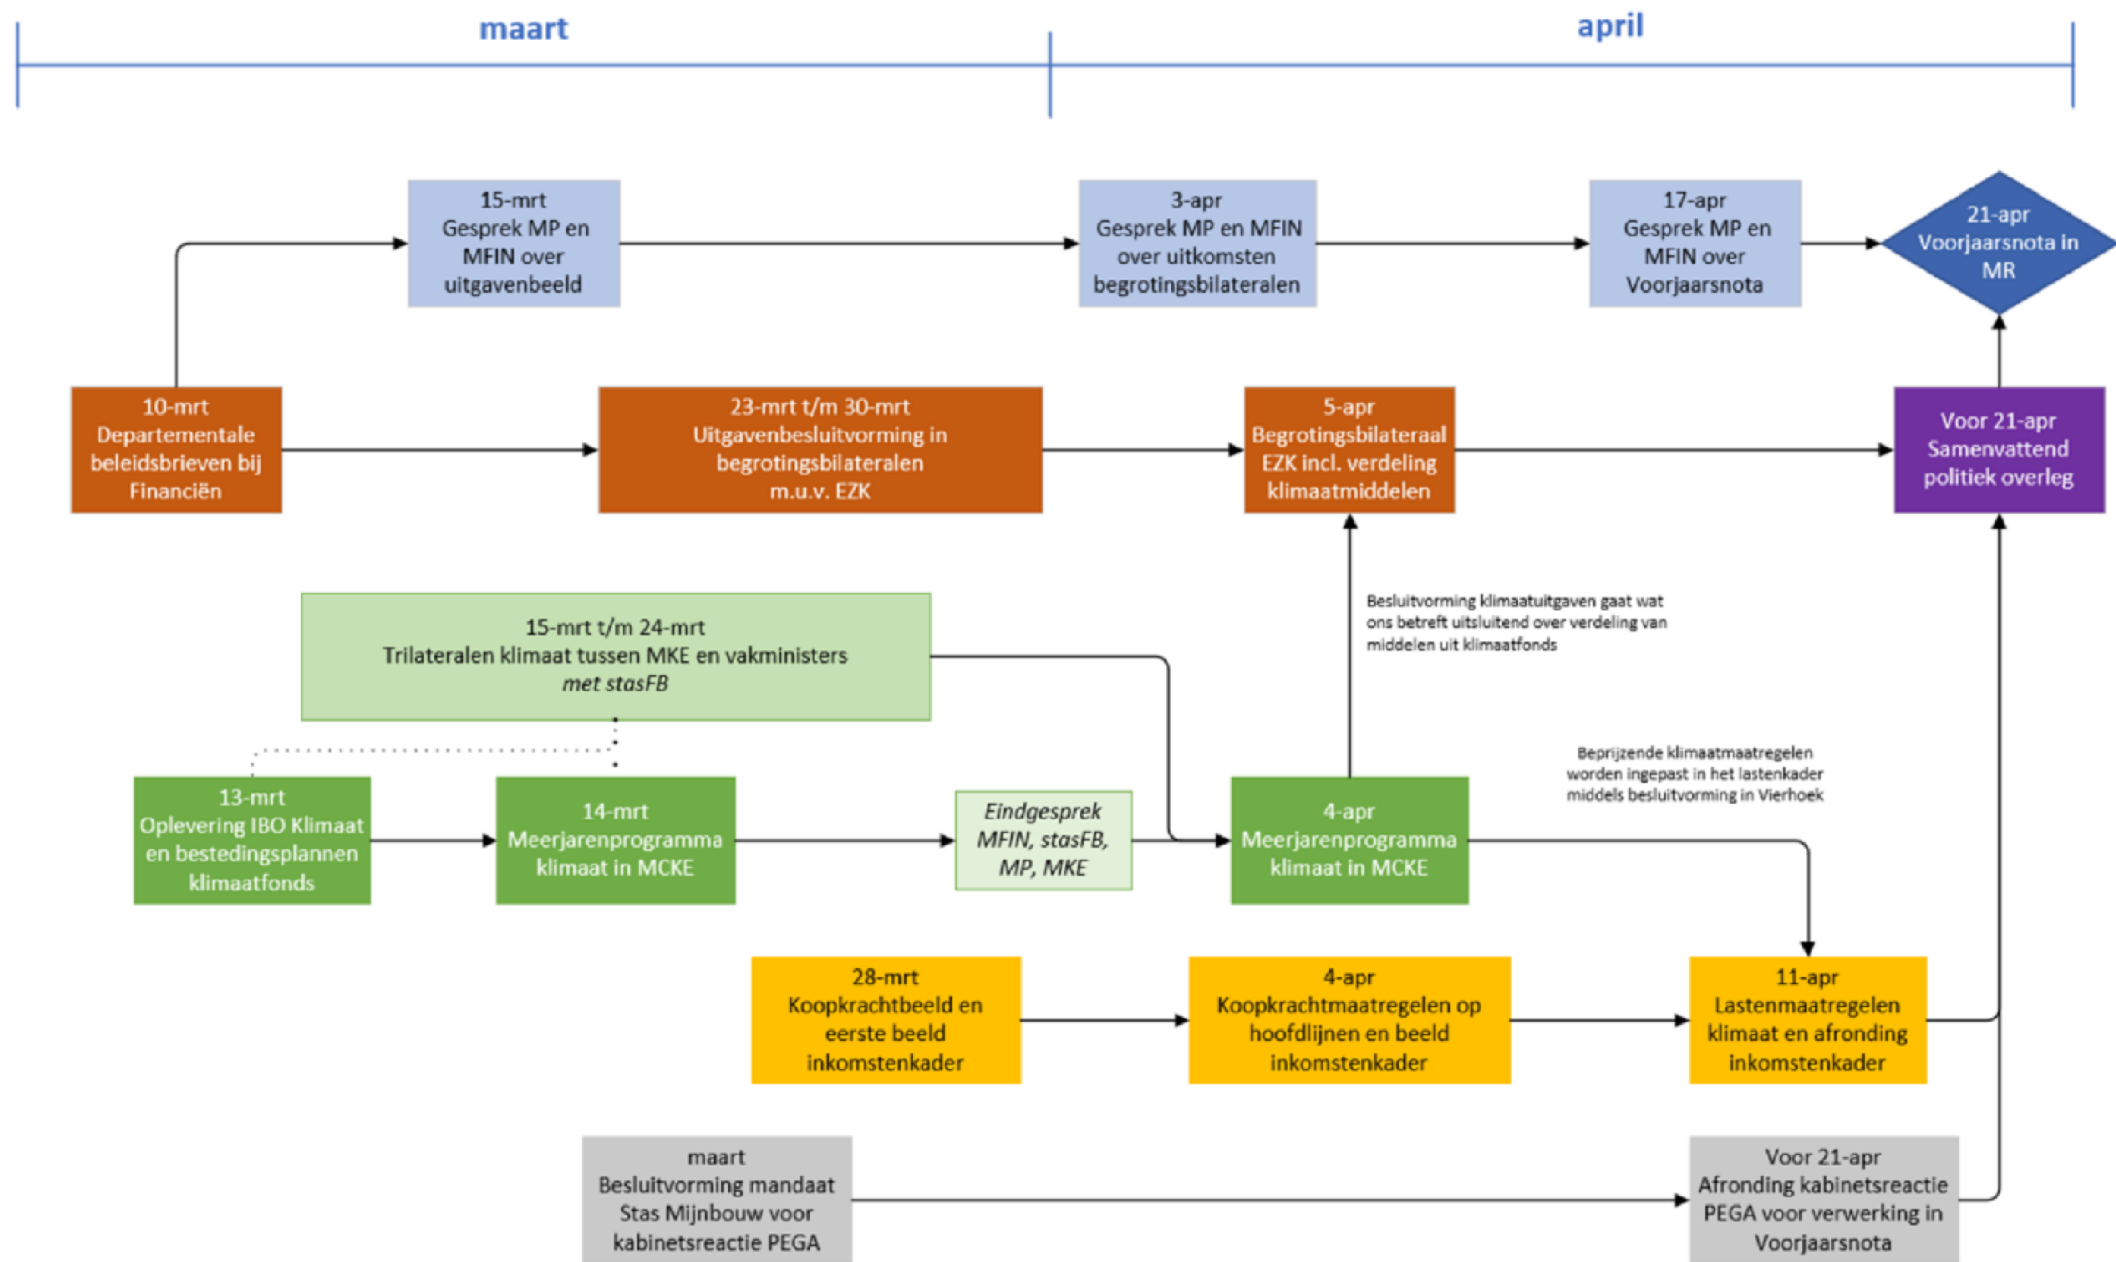 maart
april
15-mrt
Gesprek MP en
MFIN over
uitgavenbeeld
3-apr
Gesprek MP en MFIN
over uitkomsten
begrotingsbilateralen
17-apr
Gesprek MP en
MFIN over
Voorjaarsnota
21-apr
Voorjaarsnota in
MR
10-mrt
Departementale
beleidsbrieven bij
Financiën
23-mrt t/m 30-mrt
Uitgavenbesluitvorming in
begrotingsbilateralen
m.u.v. EZK
5-apr
Begrotingsbilateraal
EZK incl. verdeling
klimaatmiddelen
Voor 21-apr
Samenvattend
politiek overleg
15-mrt t/m 24-mrt
Trilateralen klimaat tussen MKE en vakministers
met stasFB
Besluitvorming klimaatuitgaven gaat wat
ons betreft uitsluitend over verdeling van
middelen uit klimaatfonds
13-mrt
Oplevering IBO Klimaat
en bestedingsplannen
klimaatfonds
14-mrt
Meerjarenprogramma
klimaat in MCKE
Eindgesprek
MFIN, stasFB,
MP, MKE
4-apr
Meerjarenprogramma
klimaat in MCKE
Beprijzende klimaatmaatregelen
worden ingepast in het lastenkader
middels besluitvorming in Vierhoek
28-mrt
Koopkrachtbeeld en
eerste beeld
inkomstenkader
4-apr
Koopkrachtmaatregelen op
hoofdlijnen en beeld
inkomstenkader
11-apr
Lastenmaatregelen
klimaat en afronding
inkomstenkader
maart
Besluitvorming mandaat
Stas Mijnbouw voor
kabinetsreactie PEGA
Voor 21-apr
Afronding kabinetsreactie
PEGA voor verwerking in
Voorjaarsnota